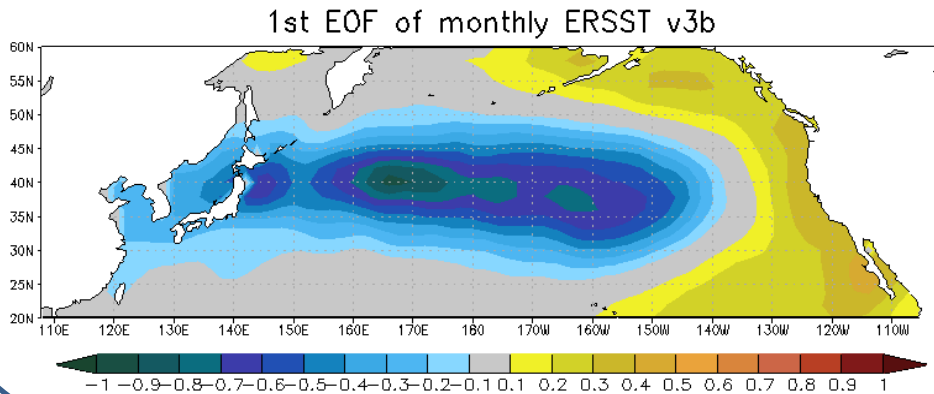 1st EOF of monthly ERSST v3b
60N
55N
50N
45N
40N
35N
30N
25N
20N
110E 120E 130E 140E 150E 160E 170E 180 170W 160W 150W 140W 130W 120W 110W
-1 -0.9-0.8-0.7-0.6-0.5-0.4-0.3-0.2-0.1 0.1 0.2 0.3 0.4 0.5 0.6 0.7 0.8 0.9 1